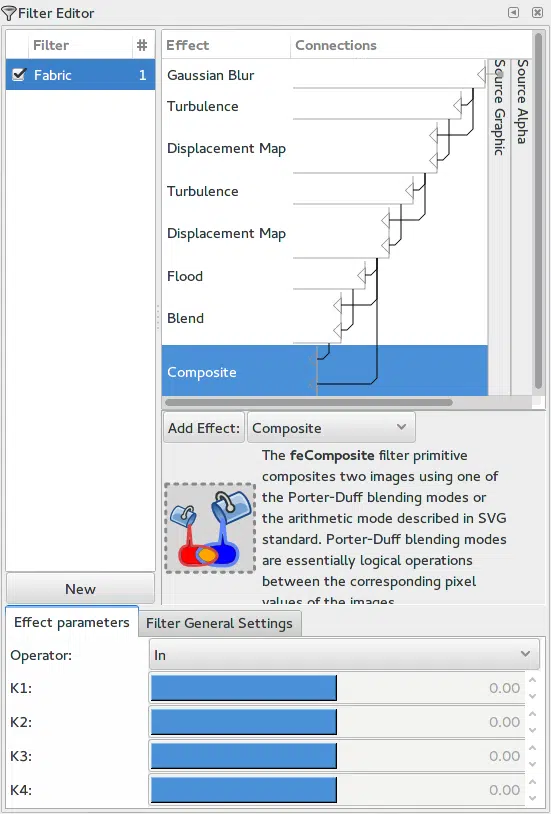 Filter Editor
Filter #
Fabric 1
Effect Connections
Gaussian Blur
Turbulence
Displacement Map
Turbulence
Displacement Map
Flood
Blend
Composite
Source Graphic
Source Alpha
Add Effect: Composite
The feComposite filter primitive
composites two images using one of
the Porter-Duff blending modes or
the arithmetic mode described in SVG
standard. Porter-Duff blending modes
are essentially logical operations
between the corresponding pixel
values of the images.
New
Effect parameters Filter General Settings
Operator: In
K1: 0.00
K2: 0.00
K3: 0.00
K4: 0.00